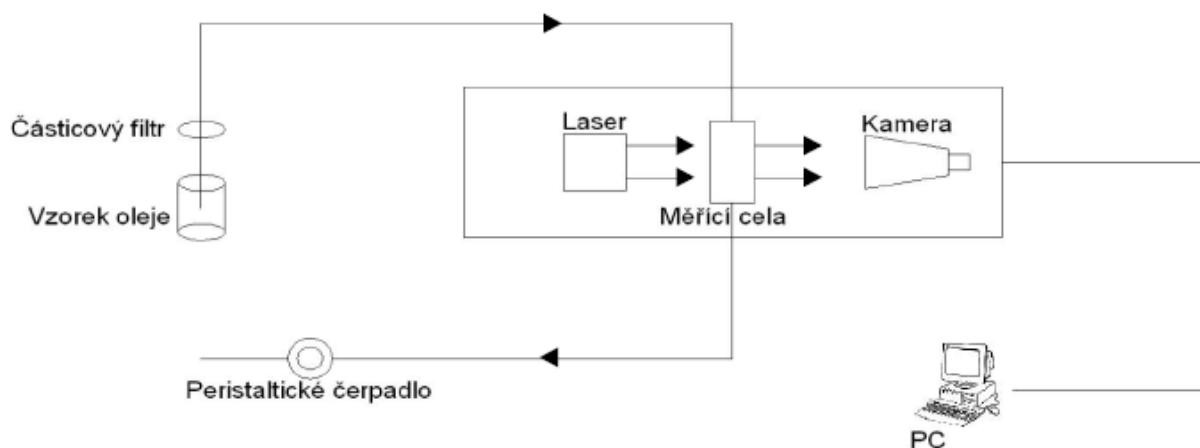 Částicový filtr
Vzorek oleje
Laser
Kamera
Měřící cela
Peristaltické čerpadlo
PC